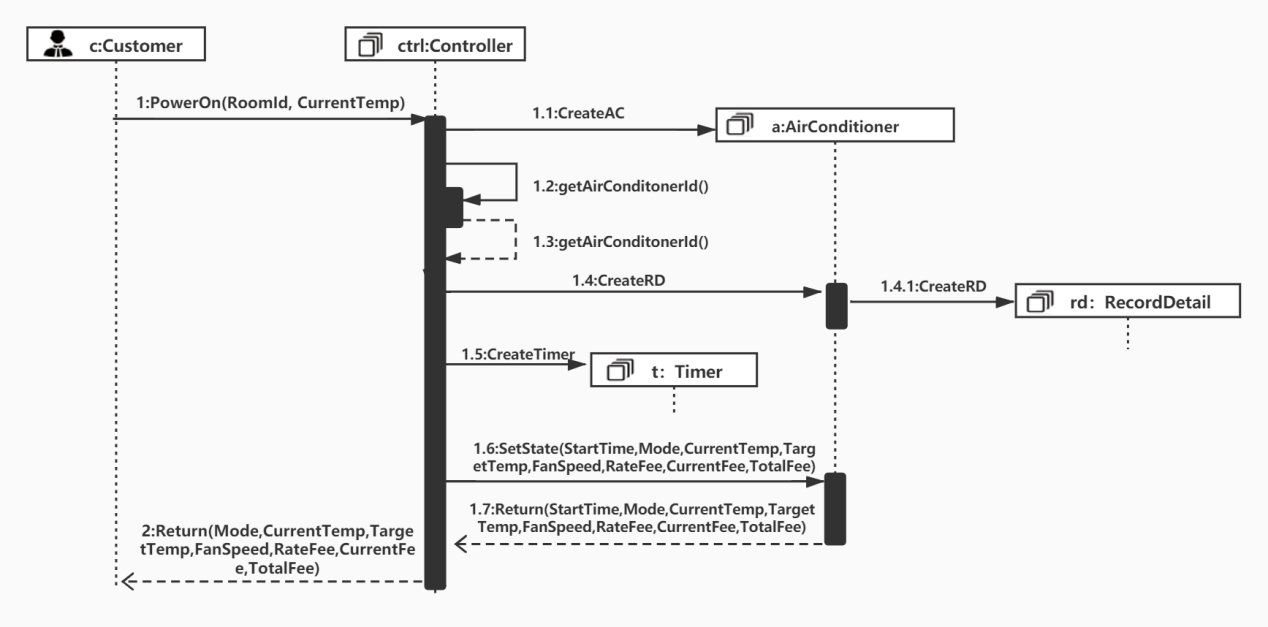 c:Customer
ctrl:Controller
1:PowerOn(RoomId, CurrentTemp)
1.1:CreateAC
a:AirConditioner
1.2:getAirConditonerId()
1.3:getAirConditonerId()
1.4:CreateRD
1.4.1:CreateRD
rd: RecordDetail
1.5:CreateTimer
t: Timer
1.6:SetState(StartTime,Mode,CurrentTemp,Targ
etTemp,FanSpeed,RateFee,CurrentFee,TotalFee)
1.7:Return(StartTime,Mode,CurrentTemp,Target
Temp,FanSpeed,RateFee,CurrentFee,TotalFee)
2:Return(Mode,CurrentTemp,Targe
tTemp,FanSpeed,RateFee,CurrentFe
e,TotalFee)